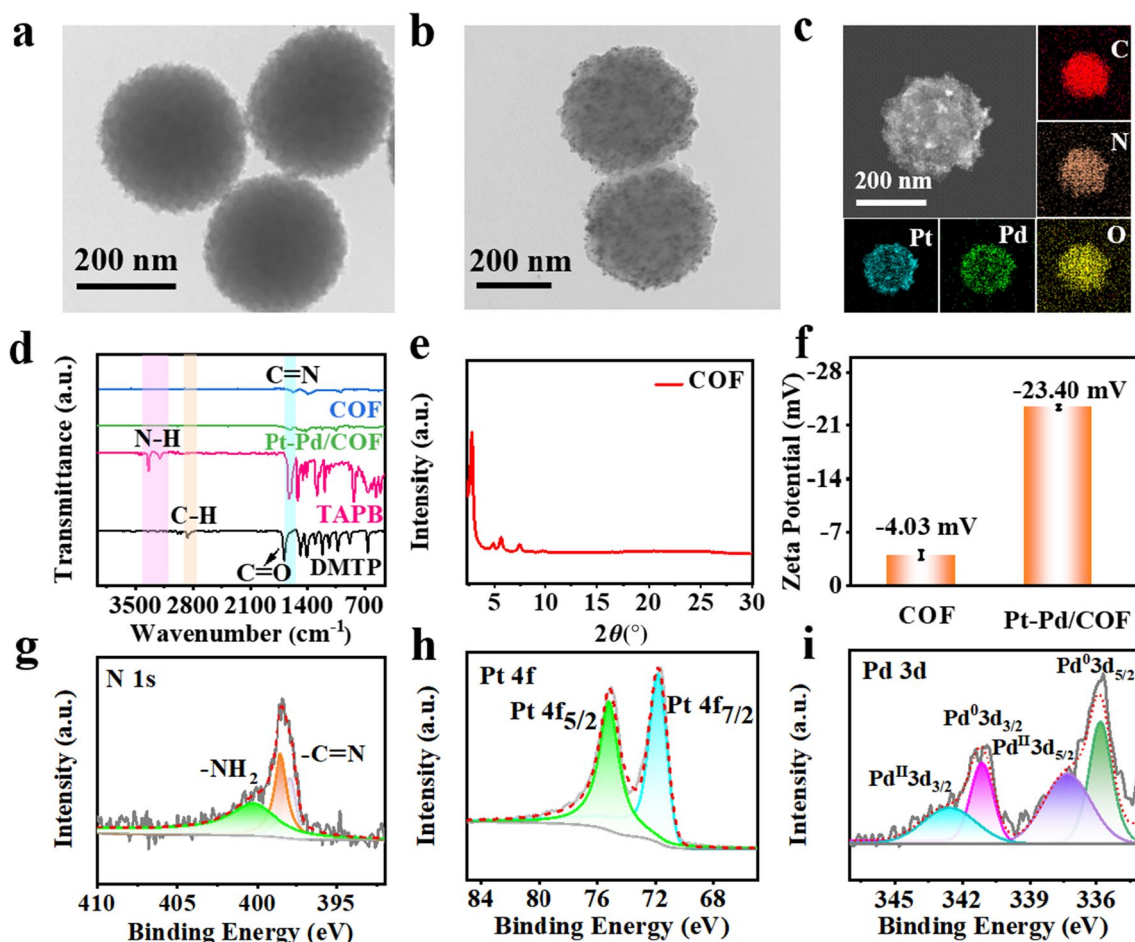 a
200 nm
b
200 nm
c
200 nm
C
N
O
Pt
Pd
d
Transmittance (a.u.)
C=N
COF
N-H
Pt-Pd/COF
TAPB
C-H
C=O
DMTP
3500 2800 2100 1400 700
Wavenumber (cm⁻¹)
e
Intensity (a.u.)
COF
5 10 15 20 25 30
2θ(°)
f
Zeta Potential (mV)
-28
-21
-14
-7
0
-4.03 mV
-23.40 mV
COF
Pt-Pd/COF
g
Intensity (a.u.)
N 1s
-NH₂
-C=N
410 405 400 395
Binding Energy (eV)
h
Intensity (a.u.)
Pt 4f
Pt 4f₅/₂
Pt 4f₇/₂
84 80 76 72 68
Binding Energy (eV)
i
Intensity (a.u.)
Pd 3d
Pd⁰3d₅/₂
Pd⁰3d₃/₂
Pdᴵᴵ3d₅/₂
Pdᴵᴵ3d₃/₂
345 342 339 336
Binding Energy (eV)